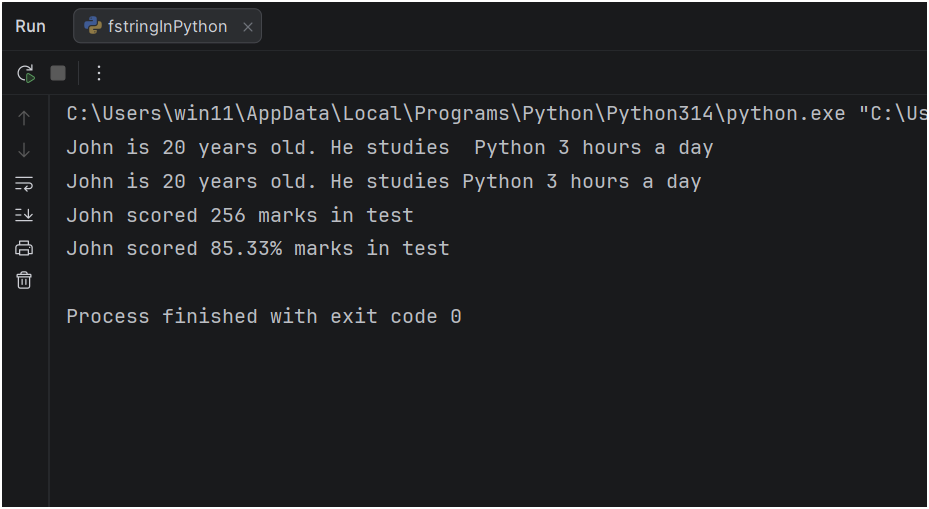 Run fstringInPython
C:\Users\win11\AppData\Local\Programs\Python\Python314\python.exe "C:\Us
John is 20 years old. He studies  Python 3 hours a day
John is 20 years old. He studies Python 3 hours a day
John scored 256 marks in test
John scored 85.33% marks in test
Process finished with exit code 0